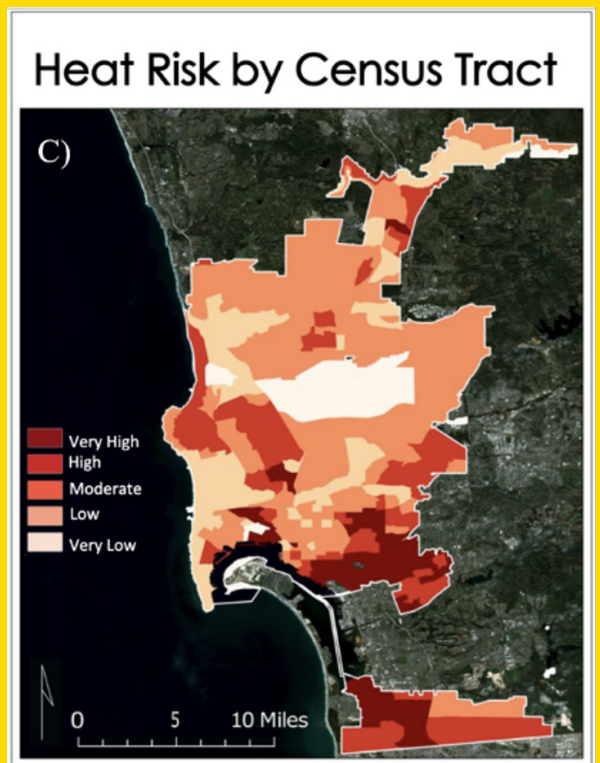 Heat Risk by Census Tract
C)
Very High
High
Moderate
Low
Very Low
0 5 10 Miles